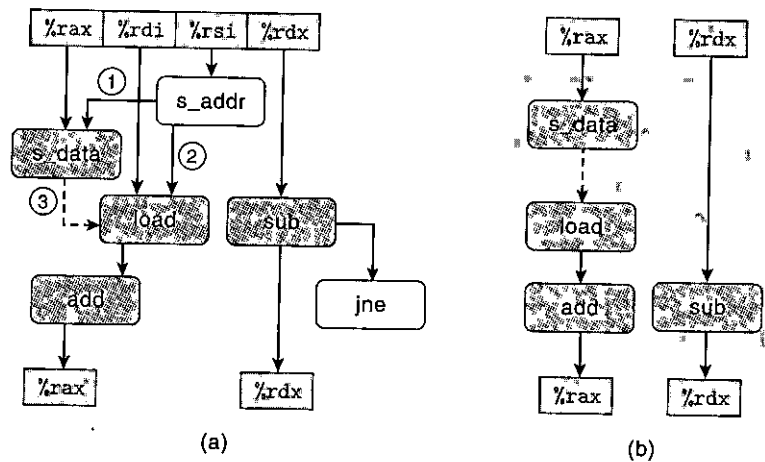 %rax %rdi %rsi %rdx
%rax
%rdx
①
s_addr
s_data
②
s_data
③
load
sub
load
add
jne
add
sub
%rax
%rdx
%rax
%rdx
(a)
(b)